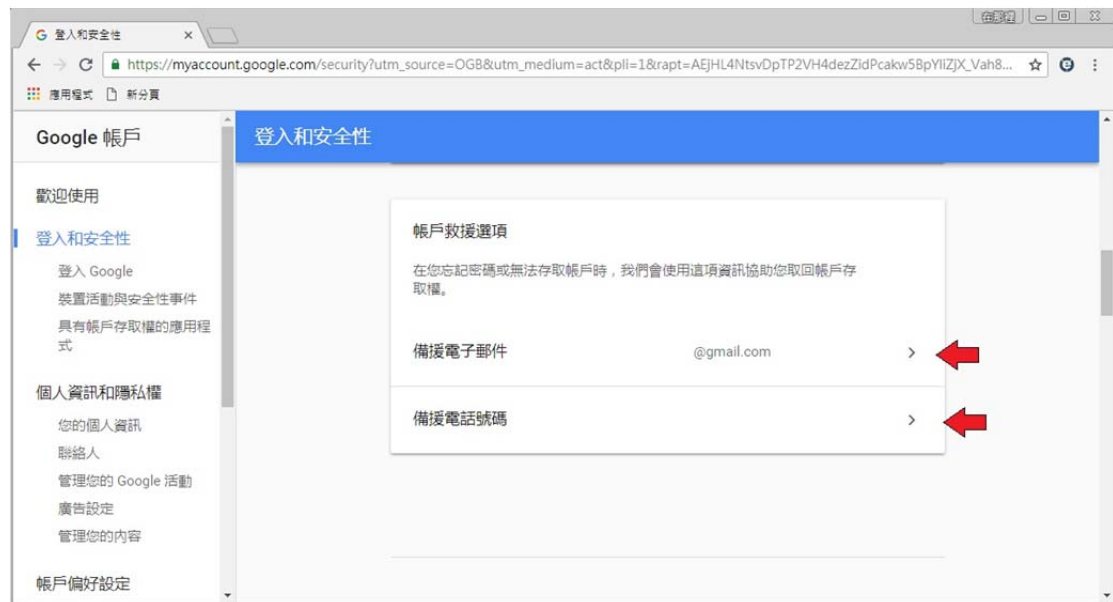 登入和安全性
https://myaccount.google.com/security?utm_source=OGB&utm_medium=act&pli=1&rapt=AEjHL4NtsvDpTP2VH4dezZidPcakw5BpYliZjX_Vah8...
應用程式 新分頁
Google 帳戶
登入和安全性
歡迎使用
登入和安全性
登入 Google
裝置活動與安全性事件
具有帳戶存取權的應用程
式
個人資訊和隱私權
您的個人資訊
聯絡人
管理您的 Google 活動
廣告設定
管理您的內容
帳戶偏好設定
帳戶救援選項
在您忘記密碼或無法存取帳戶時，我們會使用這項資訊協助您取回帳戶存
取權。
備援電子郵件 @gmail.com
備援電話號碼